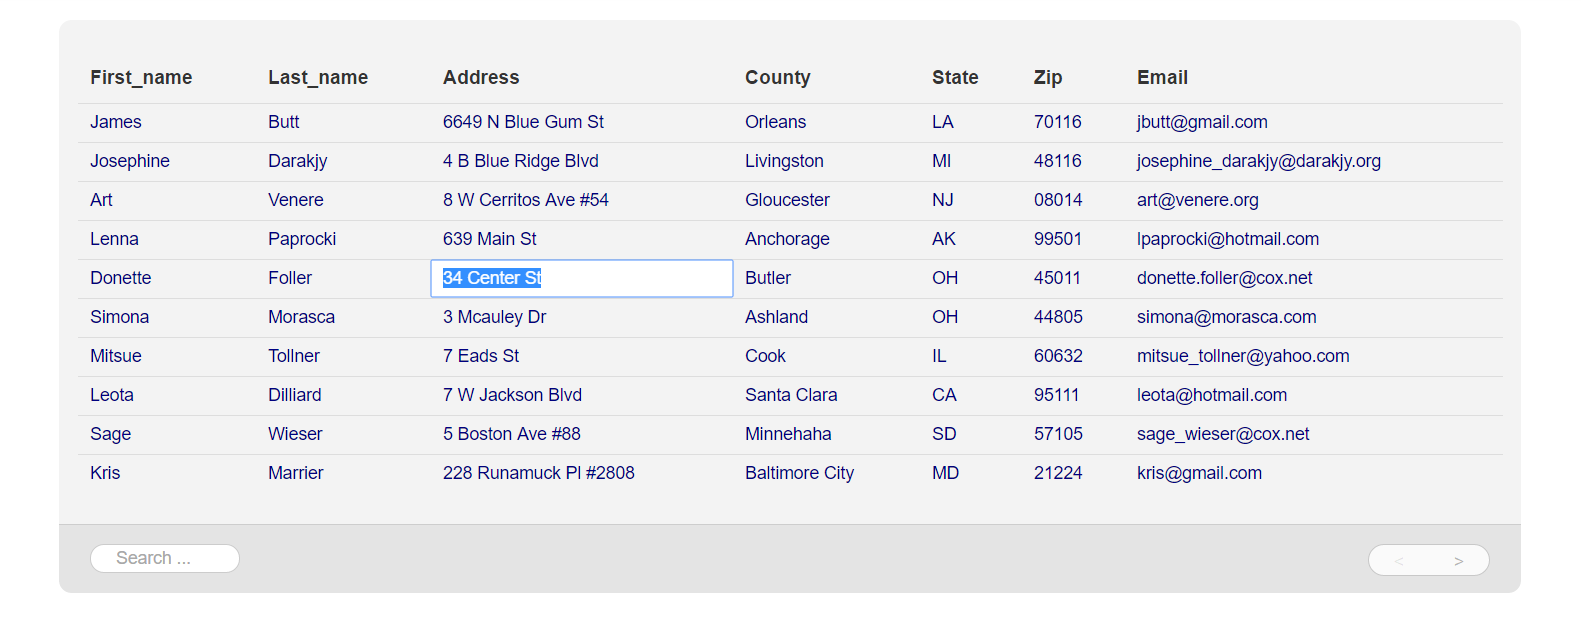 First_name Last_name Address County State Zip Email
James Butt 6649 N Blue Gum St Orleans LA 70116 jbutt@gmail.com
Josephine Darakjy 4 B Blue Ridge Blvd Livingston MI 48116 josephine_darakjy@darakjy.org
Art Venere 8 W Cerritos Ave #54 Gloucester NJ 08014 art@venere.org
Lenna Paprocki 639 Main St Anchorage AK 99501 lpaprocki@hotmail.com
Donette Foller 34 Center St Butler OH 45011 donette.foller@cox.net
Simona Morasca 3 Mcauley Dr Ashland OH 44805 simona@morasca.com
Mitsue Tollner 7 Eads St Cook IL 60632 mitsue_tollner@yahoo.com
Leota Dilliard 7 W Jackson Blvd Santa Clara CA 95111 leota@hotmail.com
Sage Wieser 5 Boston Ave #88 Minnehaha SD 57105 sage_wieser@cox.net
Kris Marrier 228 Runamuck Pl #2808 Baltimore City MD 21224 kris@gmail.com
Search ... < >